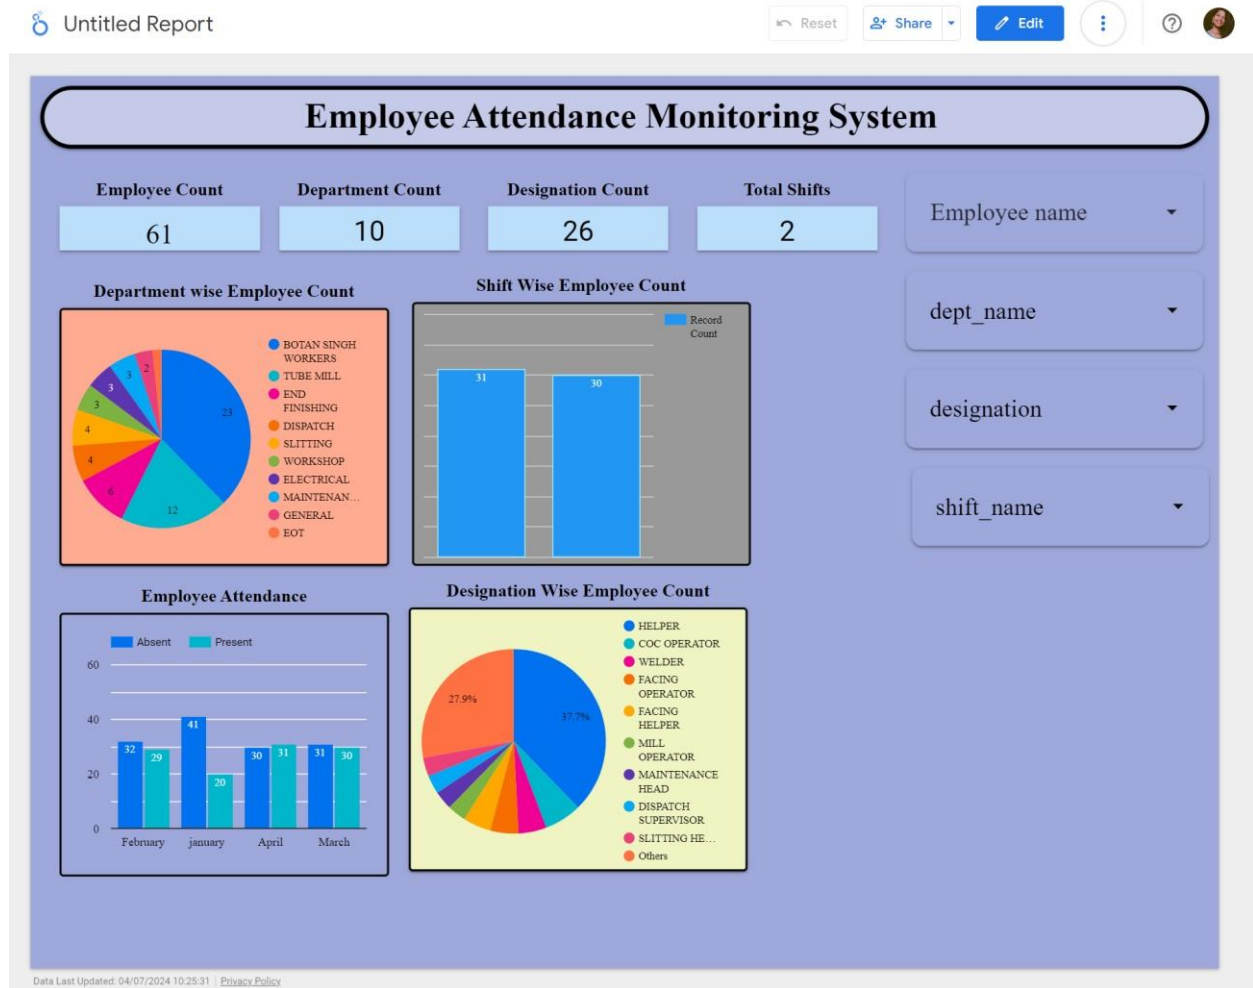 Untitled Report
Reset
Share
Edit
Employee Attendance Monitoring System
Employee Count
Department Count
Designation Count
Total Shifts
61
10
26
2
Employee name
dept_name
designation
shift_name
Department wise Employee Count
23
12
6
4
4
3
3
3
2
BOTAN SINGH
WORKERS
TUBE MILL
END
FINISHING
DISPATCH
SLITTING
WORKSHOP
ELECTRICAL
MAINTENAN...
GENERAL
EOT
Shift Wise Employee Count
Record
Count
31
30
Employee Attendance
Absent
Present
60
40
20
0
32
29
41
20
30
31
31
30
February
january
April
March
Designation Wise Employee Count
27.9%
37.7%
HELPER
COC OPERATOR
WELDER
FACING
OPERATOR
FACING
HELPER
MILL
OPERATOR
MAINTENANCE
HEAD
DISPATCH
SUPERVISOR
SLITTING HE...
Others
Data Last Updated: 04/07/2024 10:25:31
Privacy Policy